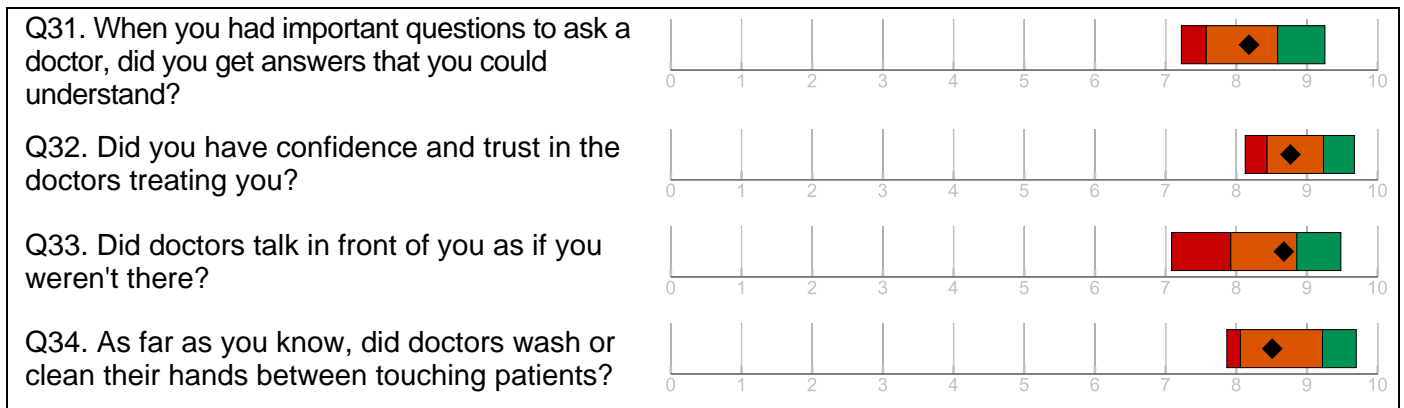 Q31. When you had important questions to ask a
doctor, did you get answers that you could
understand?
0 1 2 3 4 5 6 7 8 9 10
Q32. Did you have confidence and trust in the
doctors treating you?
0 1 2 3 4 5 6 7 8 9 10
Q33. Did doctors talk in front of you as if you
weren't there?
0 1 2 3 4 5 6 7 8 9 10
Q34. As far as you know, did doctors wash or
clean their hands between touching patients?
0 1 2 3 4 5 6 7 8 9 10